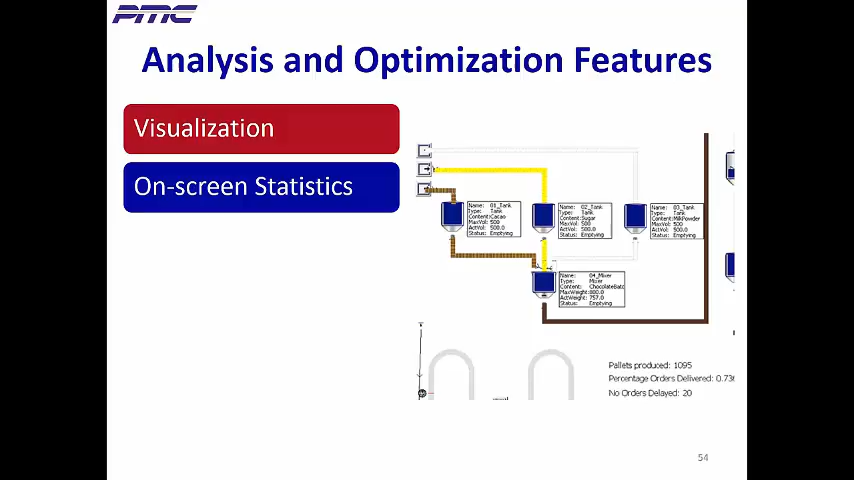 PMC
Analysis and Optimization Features
Visualization
On-screen Statistics
Name: 01_Tank
Type: Tank
Content:Cacao
MaxVol: 500
ActVol: 500.0
Status: Emptying
Name: 02_Tank
Type: Tank
Content:Sugar
MaxVol: 500
ActVol: 500.0
Status: Emptying
Name: 03_Tank
Type: Tank
Content:MilkPowder
MaxVol: 500
ActVol: 500.0
Status: Emptying
Name: 04_Mixer
Type: Mixer
Content: ChocolateBatc
MaxWeight:800.0
ActWeight: 757.0
Status: Emptying
Pallets produced: 1095
Percentage Orders Delivered: 0.736
No Orders Delayed: 20
54